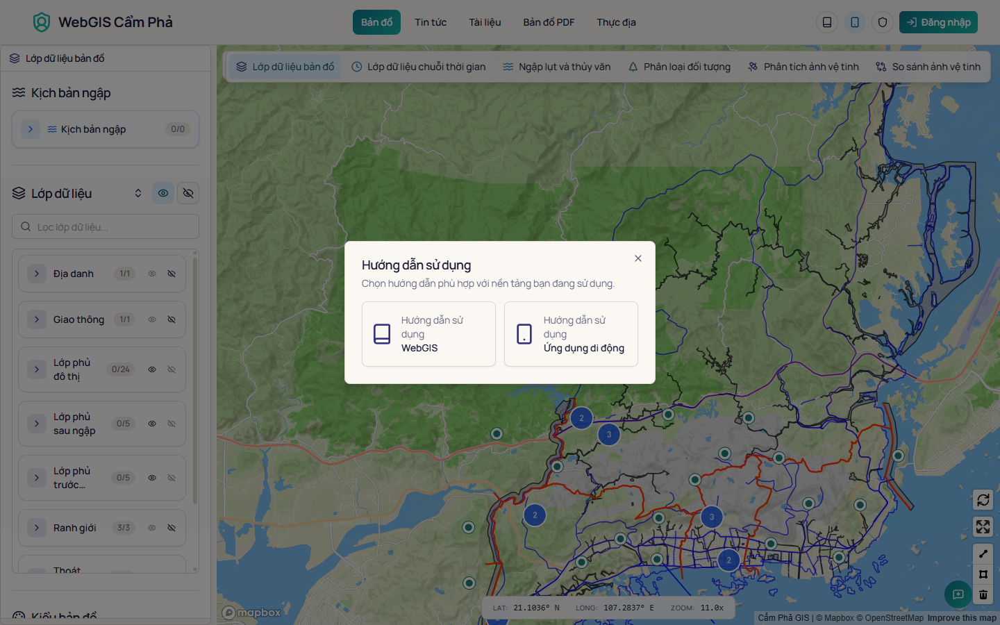 WebGIS Cẩm Phả
Bản đồ
Tin tức
Tài liệu
Bản đồ PDF
Thực địa
Đăng nhập
Lớp dữ liệu bản đồ
Lớp dữ liệu bản đồ
Lớp dữ liệu chuỗi thời gian
Ngập lụt và thủy văn
Phân loại đối tượng
Phân tích ảnh vệ tinh
So sánh ảnh vệ tinh
Kịch bản ngập
Kịch bản ngập
0/0
Lớp dữ liệu
Lọc lớp dữ liệu...
Địa danh
1/1
Giao thông
1/1
Lớp phủ
đô thị
0/24
Lớp phủ
sau ngập
0/5
Lớp phủ
trước...
0/5
Ranh giới
3/3
Thoát
Kiểu bản đồ
Hướng dẫn sử dụng
Chọn hướng dẫn phù hợp với nền tảng bạn đang sử dụng.
Hướng dẫn sử
dụng
WebGIS
Hướng dẫn sử
dụng
Ứng dụng di động
2
3
2
3
2
mapbox
LAT: 21.1036° N
LONG: 107.2837° E
ZOOM: 11.0x
Cẩm Phả GIS | © Mapbox © OpenStreetMap Improve this map